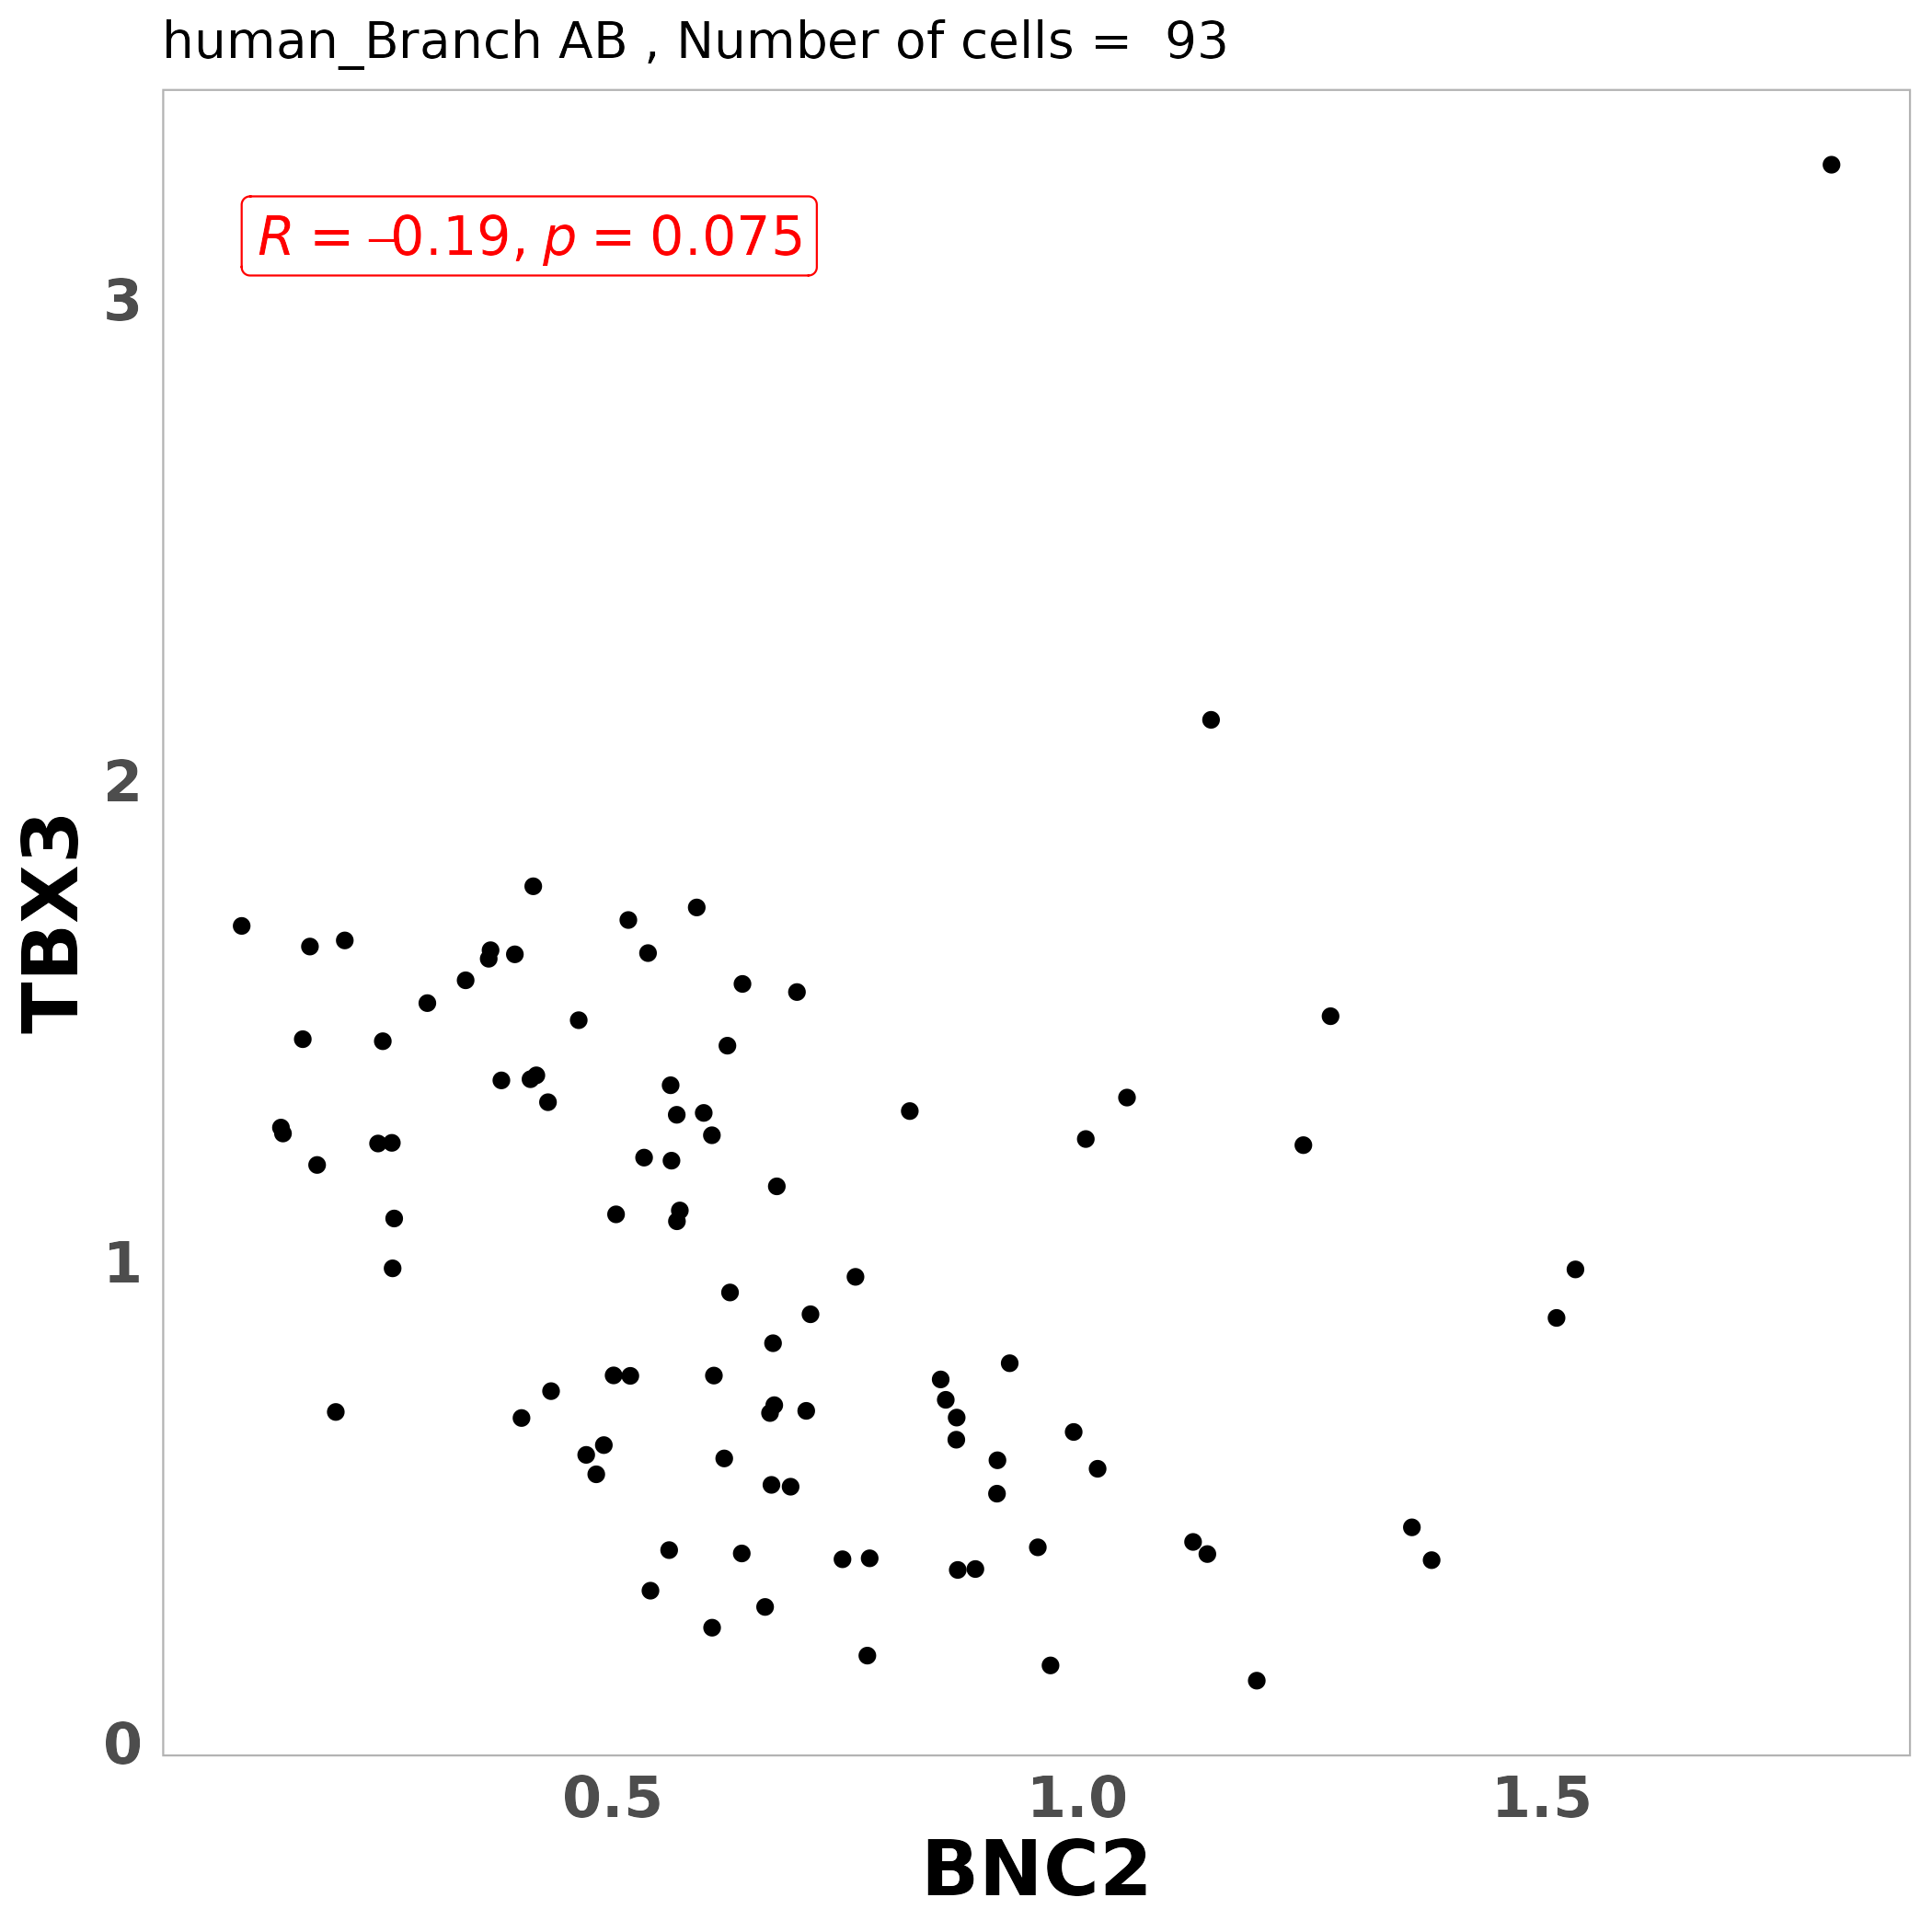 human_Branch AB , Number of cells =  93
R = –0.19, p = 0.075
3
2
1
0
TBX3
0.5 1.0 1.5
BNC2